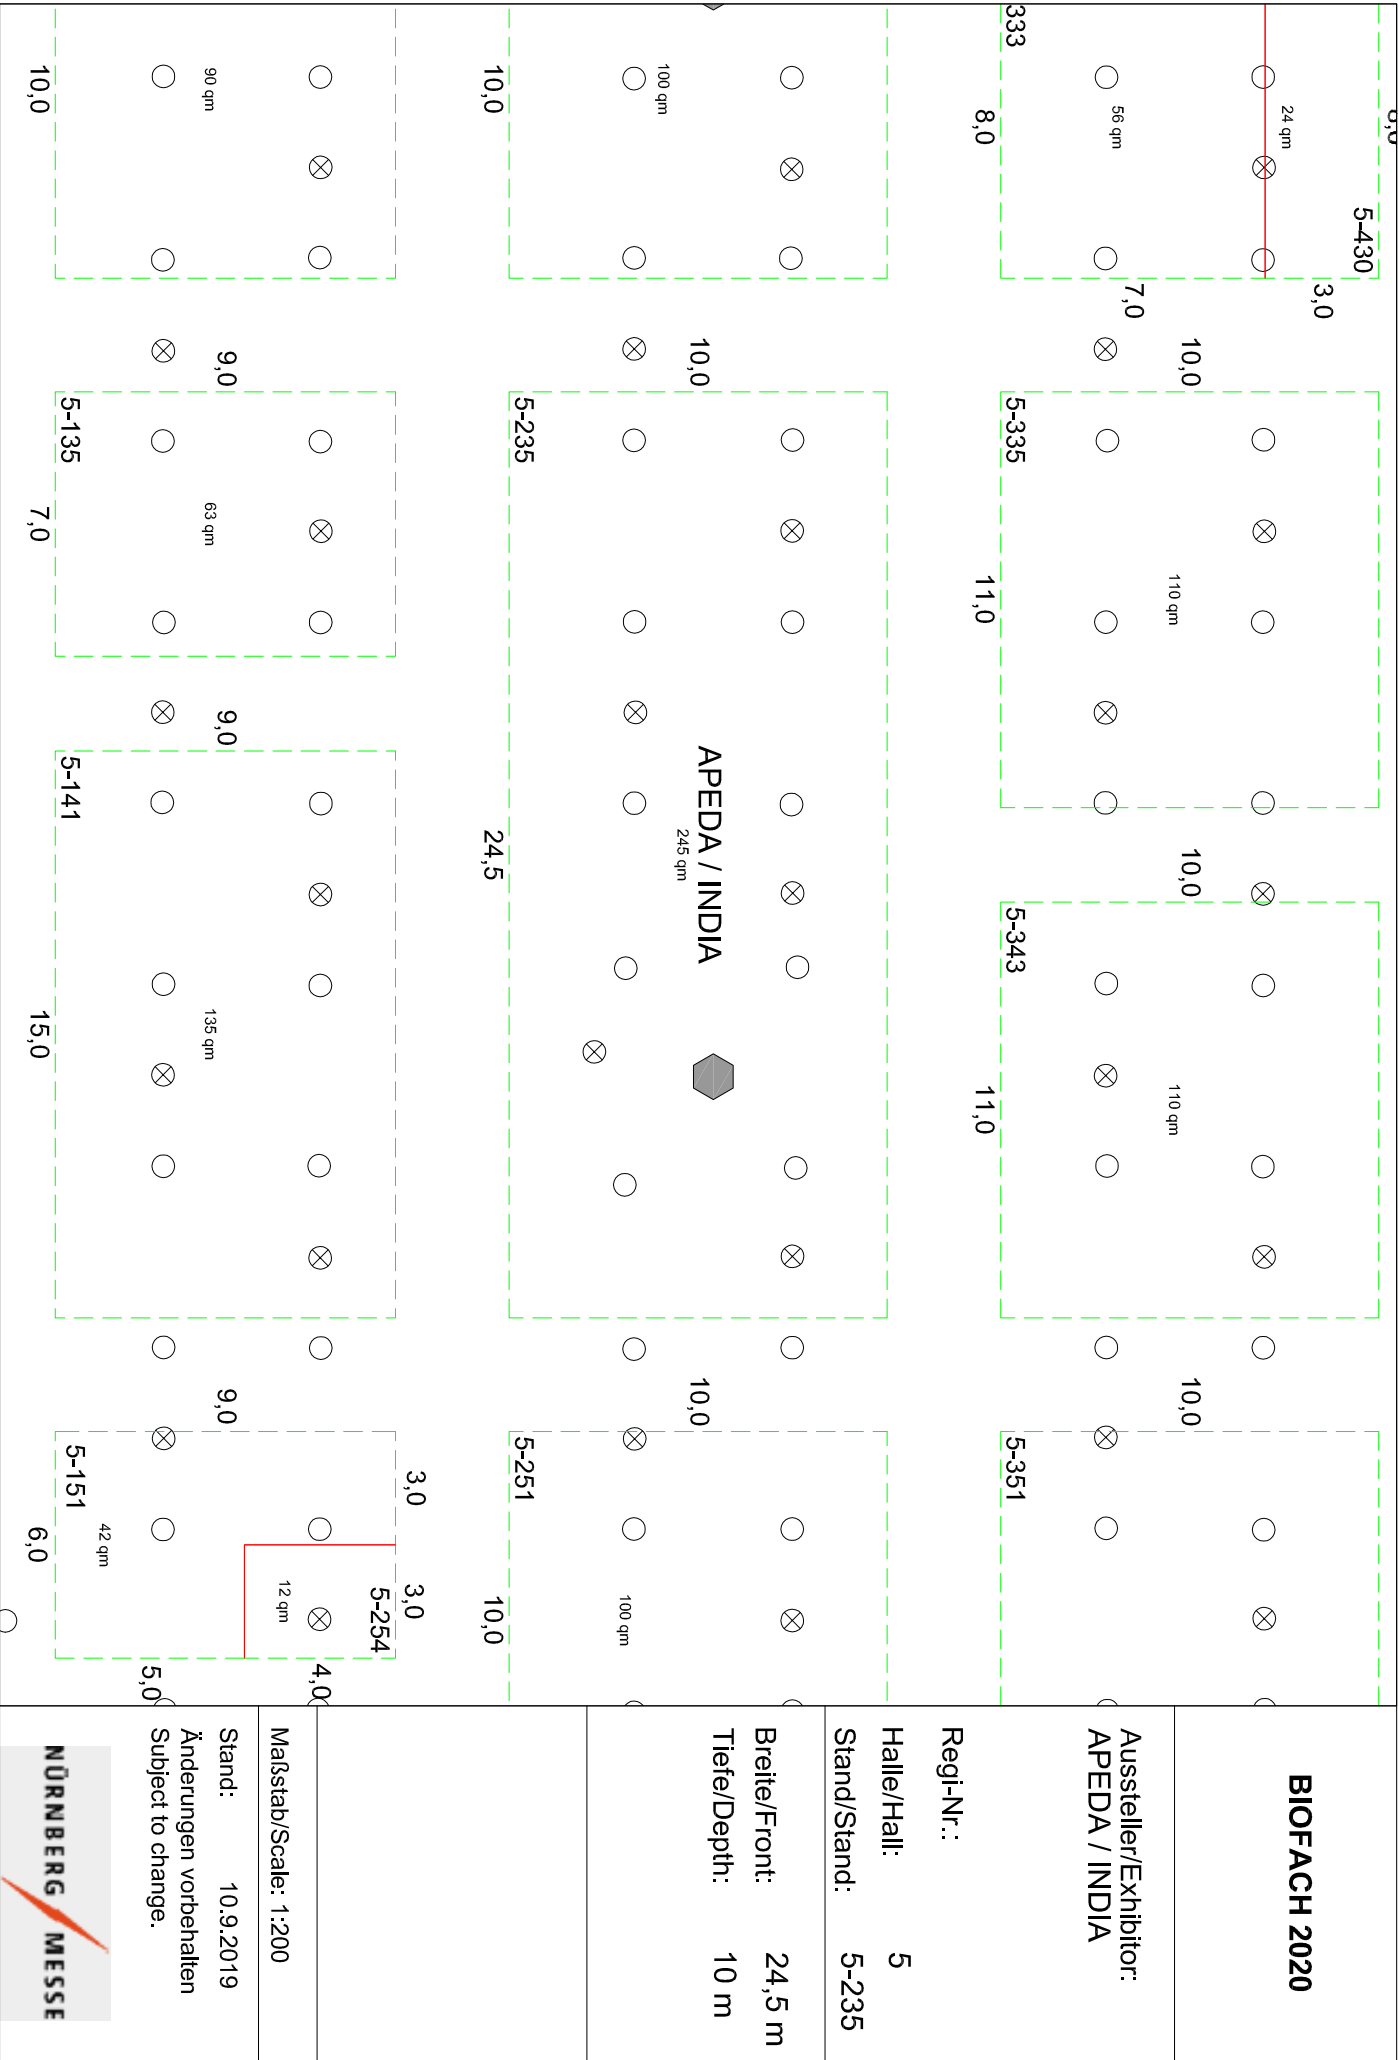 8,0
24 qm
5-430
3,0
333
56 qm
8,0
7,0
10,0
5-335
110 qm
11,0
10,0
5-343
110 qm
11,0
10,0
5-351
100 qm
10,0
10,0
5-235
APEDA / INDIA
245 qm
24,5
10,0
5-251
100 qm
10,0
90 qm
10,0
9,0
5-135
63 qm
7,0
9,0
5-141
135 qm
15,0
9,0
3,0
3,0
5-254
12 qm
4,0
5-151
42 qm
6,0
5,0
BIOFACH 2020
Aussteller/Exhibitor:
APEDA / INDIA
Regi-Nr.:
Halle/Hall: 5
Stand/Stand: 5-235
Breite/Front: 24,5 m
Tiefe/Depth: 10 m
Maßstab/Scale: 1:200
Stand: 10.9.2019
Änderungen vorbehalten
Subject to change.
NÜRNBERG MESSE